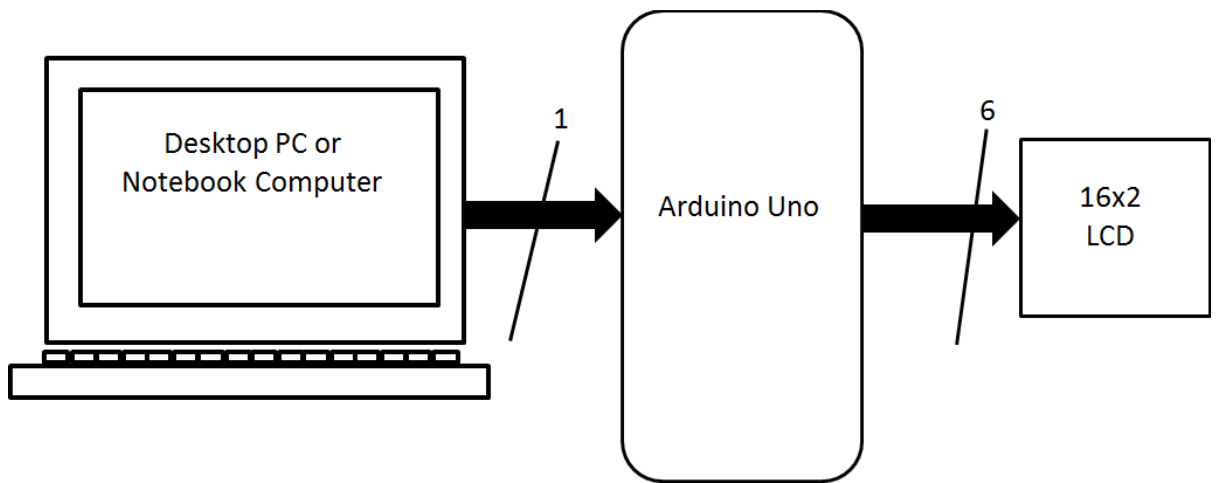 Desktop PC or
Notebook Computer
1
Arduino Uno
6
16x2
LCD